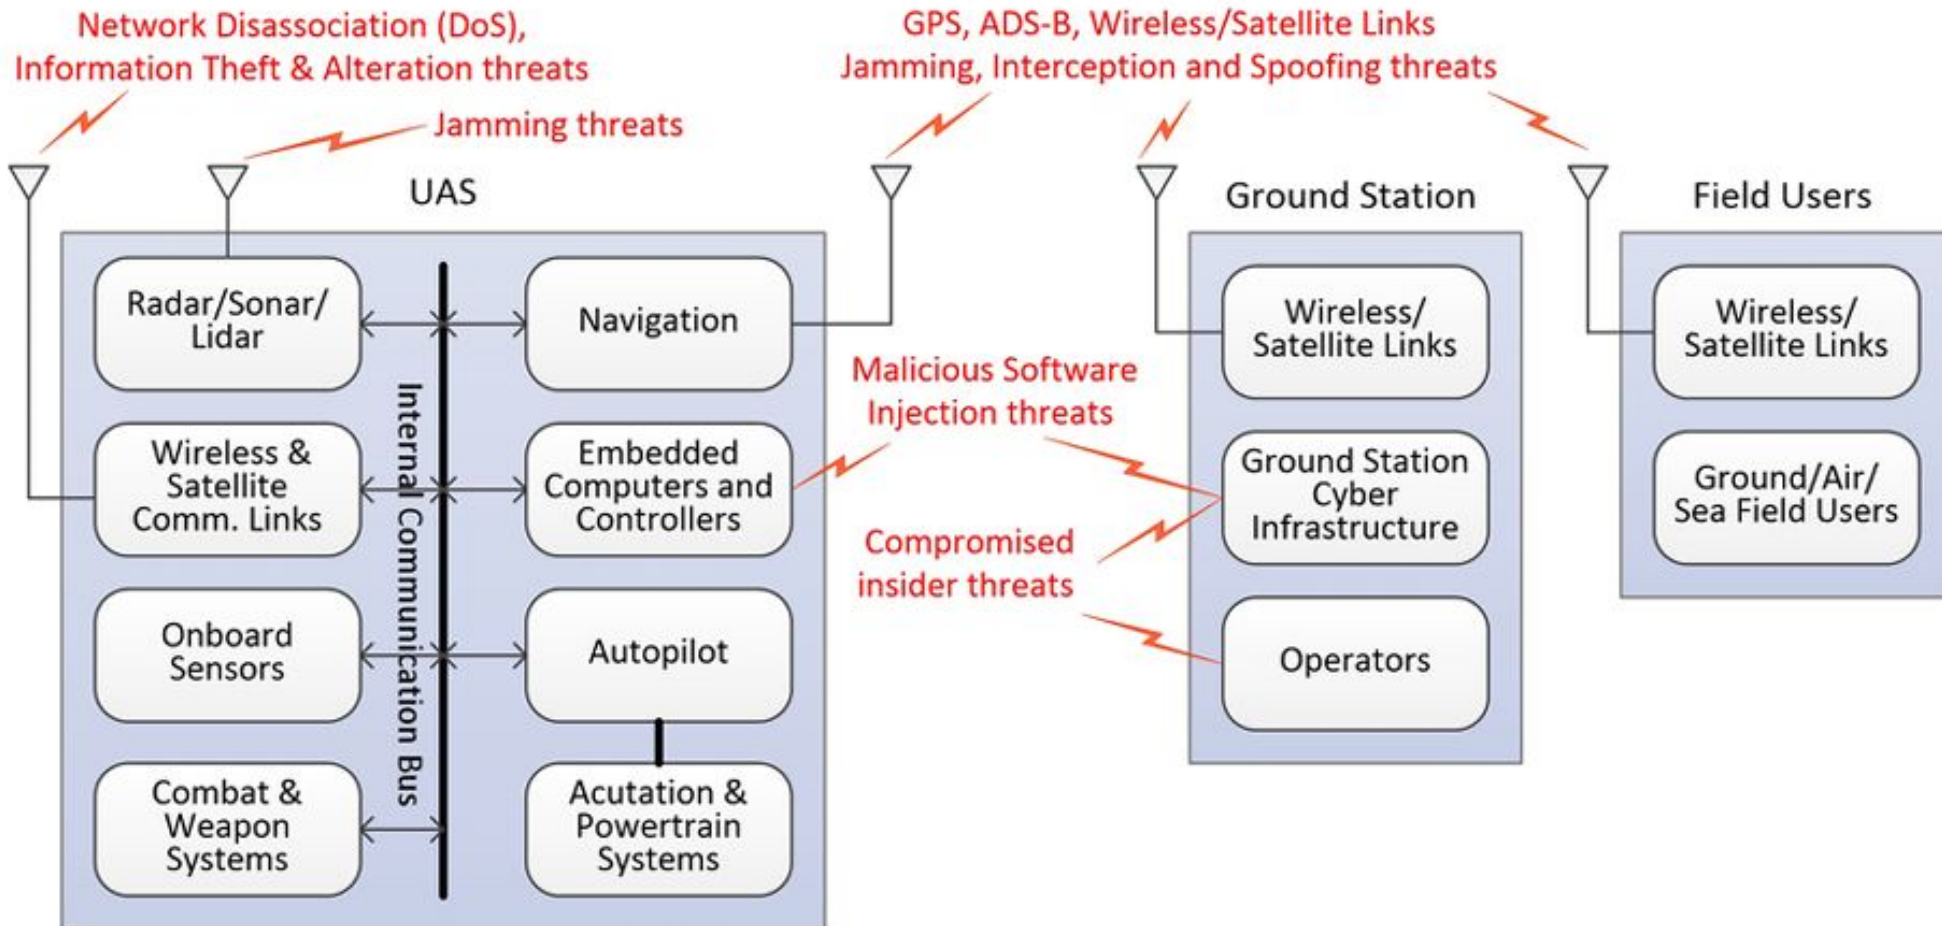 Network Disassociation (DoS),
Information Theft & Alteration threats
Jamming threats
GPS, ADS-B, Wireless/Satellite Links
Jamming, Interception and Spoofing threats
UAS
Radar/Sonar/
Lidar
Navigation
Wireless &
Satellite
Comm. Links
Embedded
Computers and
Controllers
Onboard
Sensors
Autopilot
Combat &
Weapon
Systems
Acutation &
Powertrain
Systems
Internal Communication Bus
Malicious Software
Injection threats
Compromised
insider threats
Ground Station
Wireless/
Satellite Links
Ground Station
Cyber
Infrastructure
Operators
Field Users
Wireless/
Satellite Links
Ground/Air/
Sea Field Users